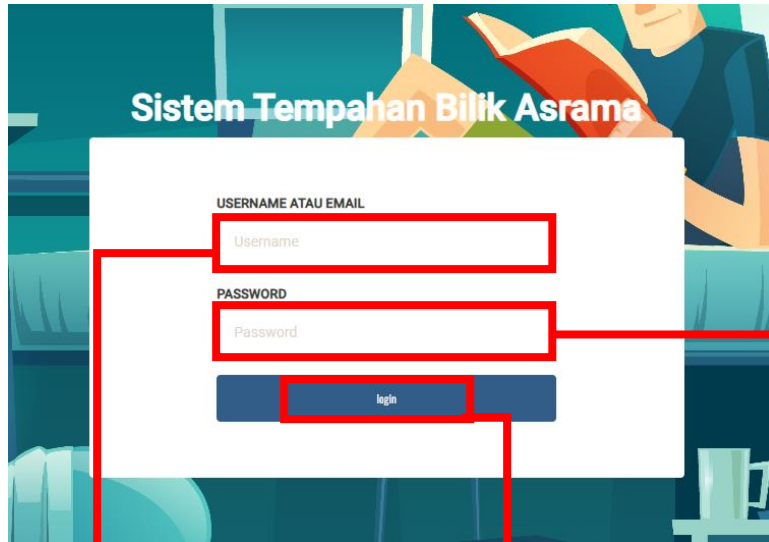 Sistem Tempahan Bilik Asrama
USERNAME ATAU EMAIL
Username
PASSWORD
Password
login